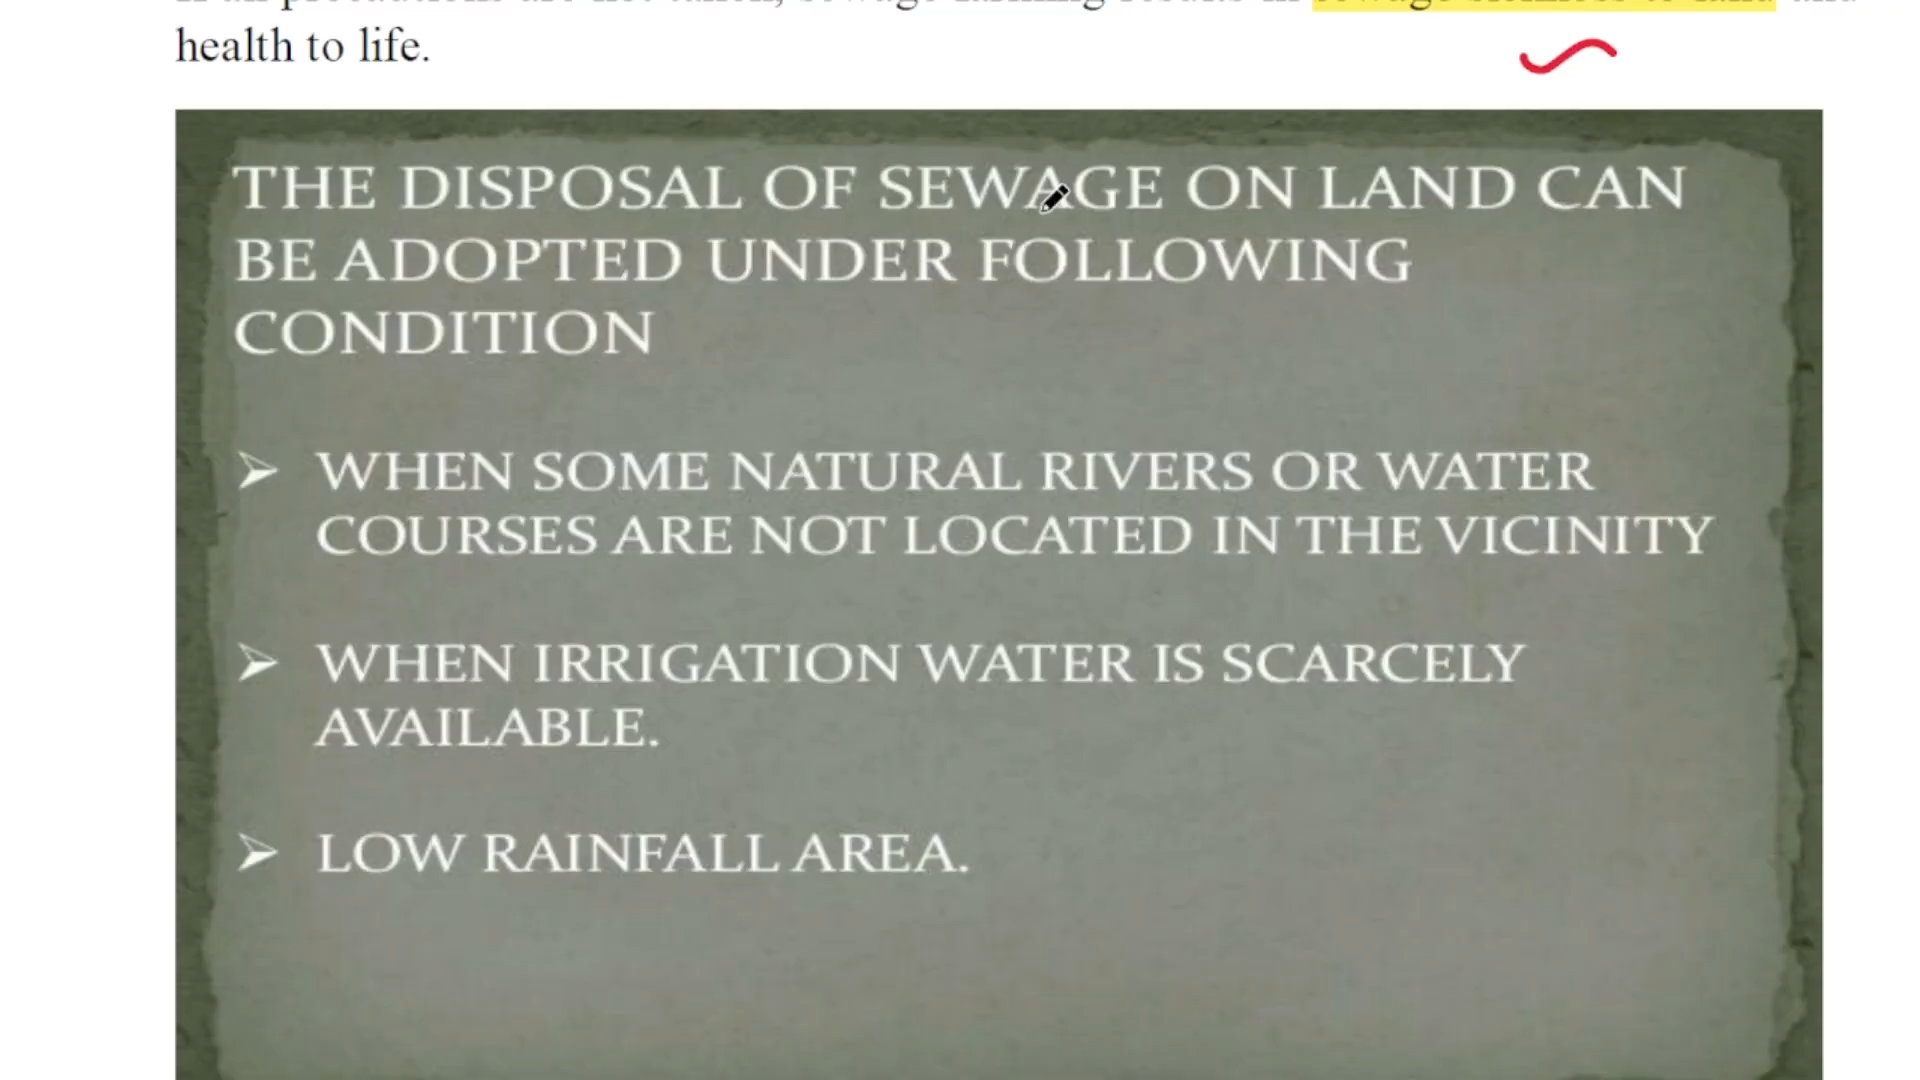 health to life.
THE DISPOSAL OF SEWAGE ON LAND CAN
BE ADOPTED UNDER FOLLOWING
CONDITION
➢ WHEN SOME NATURAL RIVERS OR WATER
COURSES ARE NOT LOCATED IN THE VICINITY
➢ WHEN IRRIGATION WATER IS SCARCELY
AVAILABLE.
➢ LOW RAINFALL AREA.